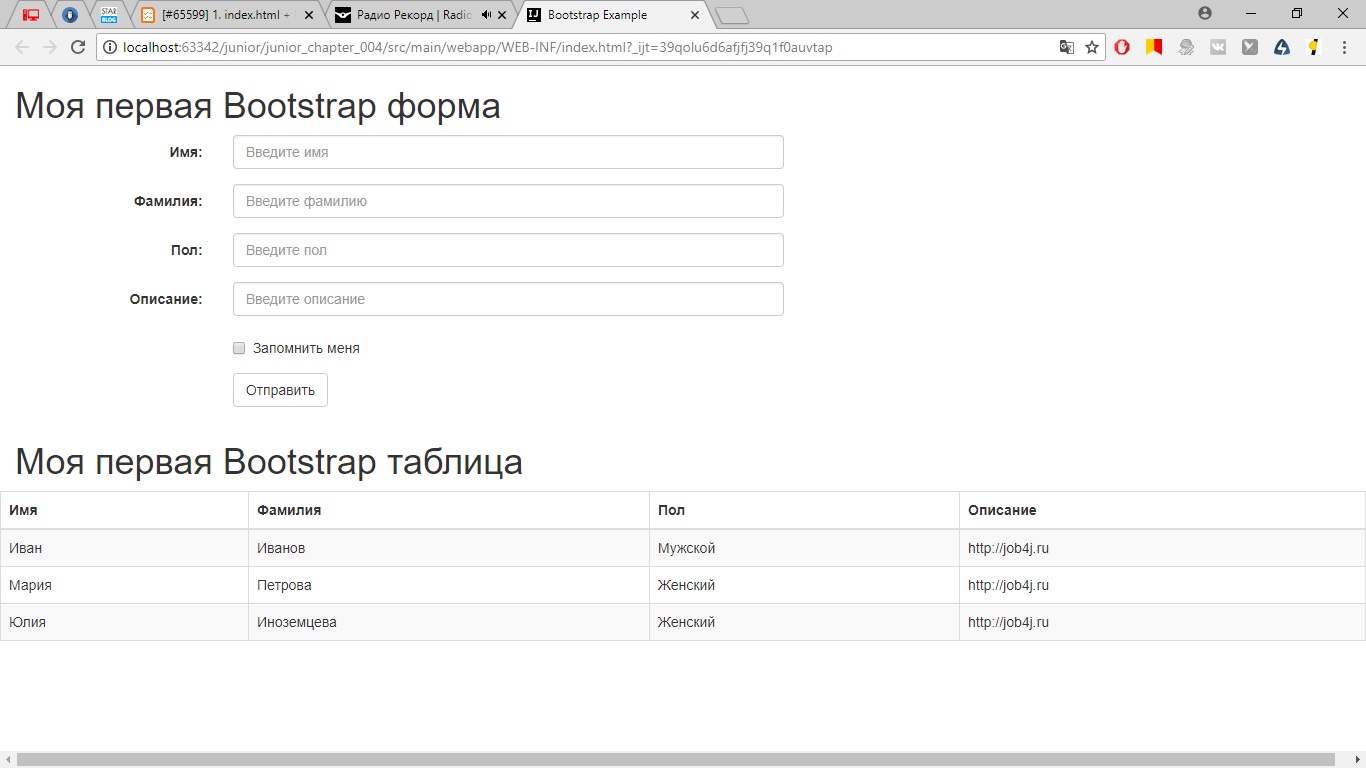 STAR
BLOG
[#65599] 1. index.html +
Радио Рекорд | Radio
IJ
Bootstrap Example
localhost:63342/junior/junior_chapter_004/src/main/webapp/WEB-INF/index.html?_ijt=39qolu6d6afjfj39q1f0auvtap
Моя первая Bootstrap форма
Имя:
Введите имя
Фамилия:
Введите фамилию
Пол:
Введите пол
Описание:
Введите описание
Запомнить меня
Отправить
Моя первая Bootstrap таблица
Имя Фамилия Пол Описание
Иван Иванов Мужской http://job4j.ru
Мария Петрова Женский http://job4j.ru
Юлия Иноземцева Женский http://job4j.ru